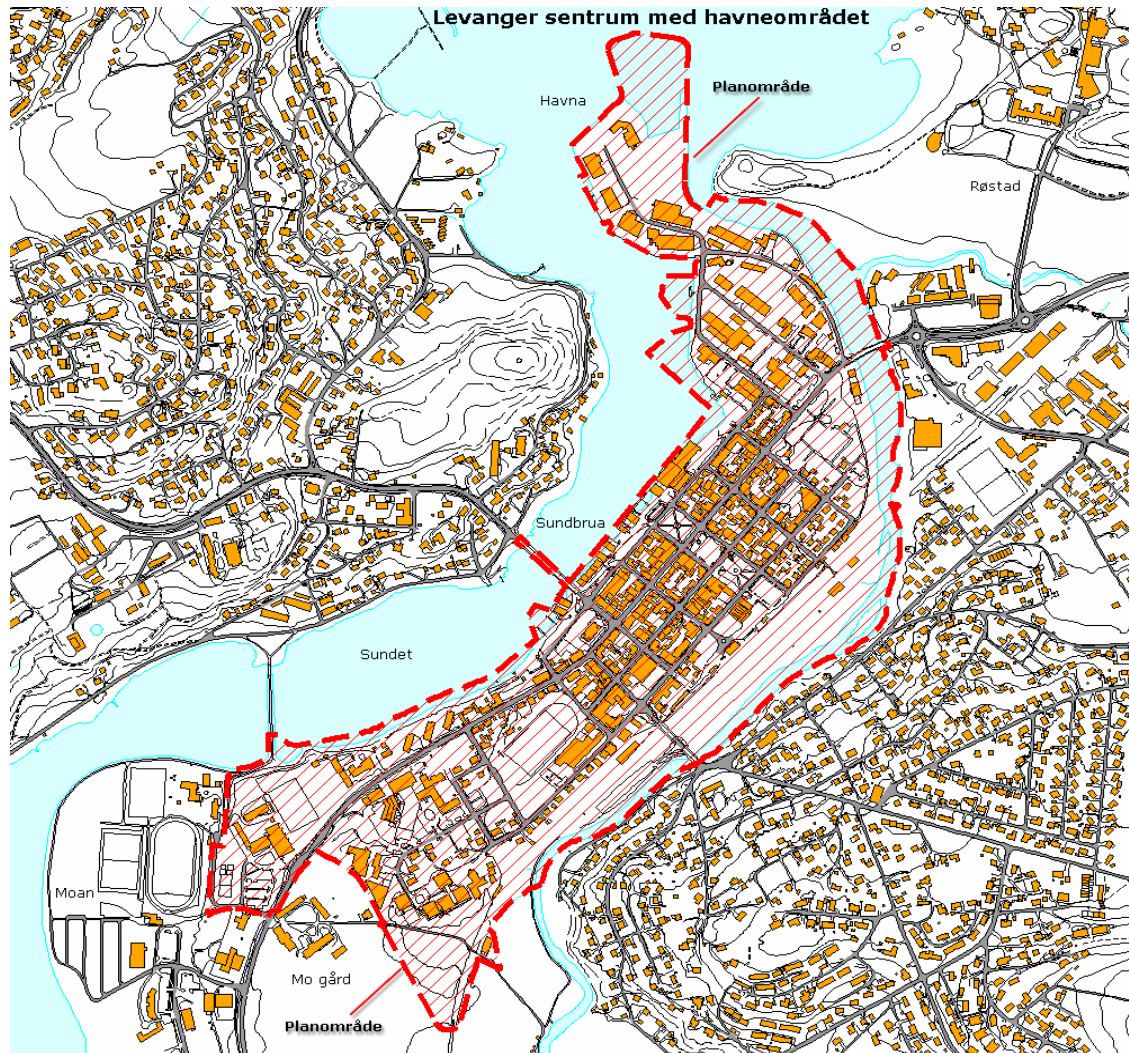 Levanger sentrum med havneområdet
Planområde
Havna
Røstad
Sundbrua
Sundet
Moan
Mo gård
Planområde